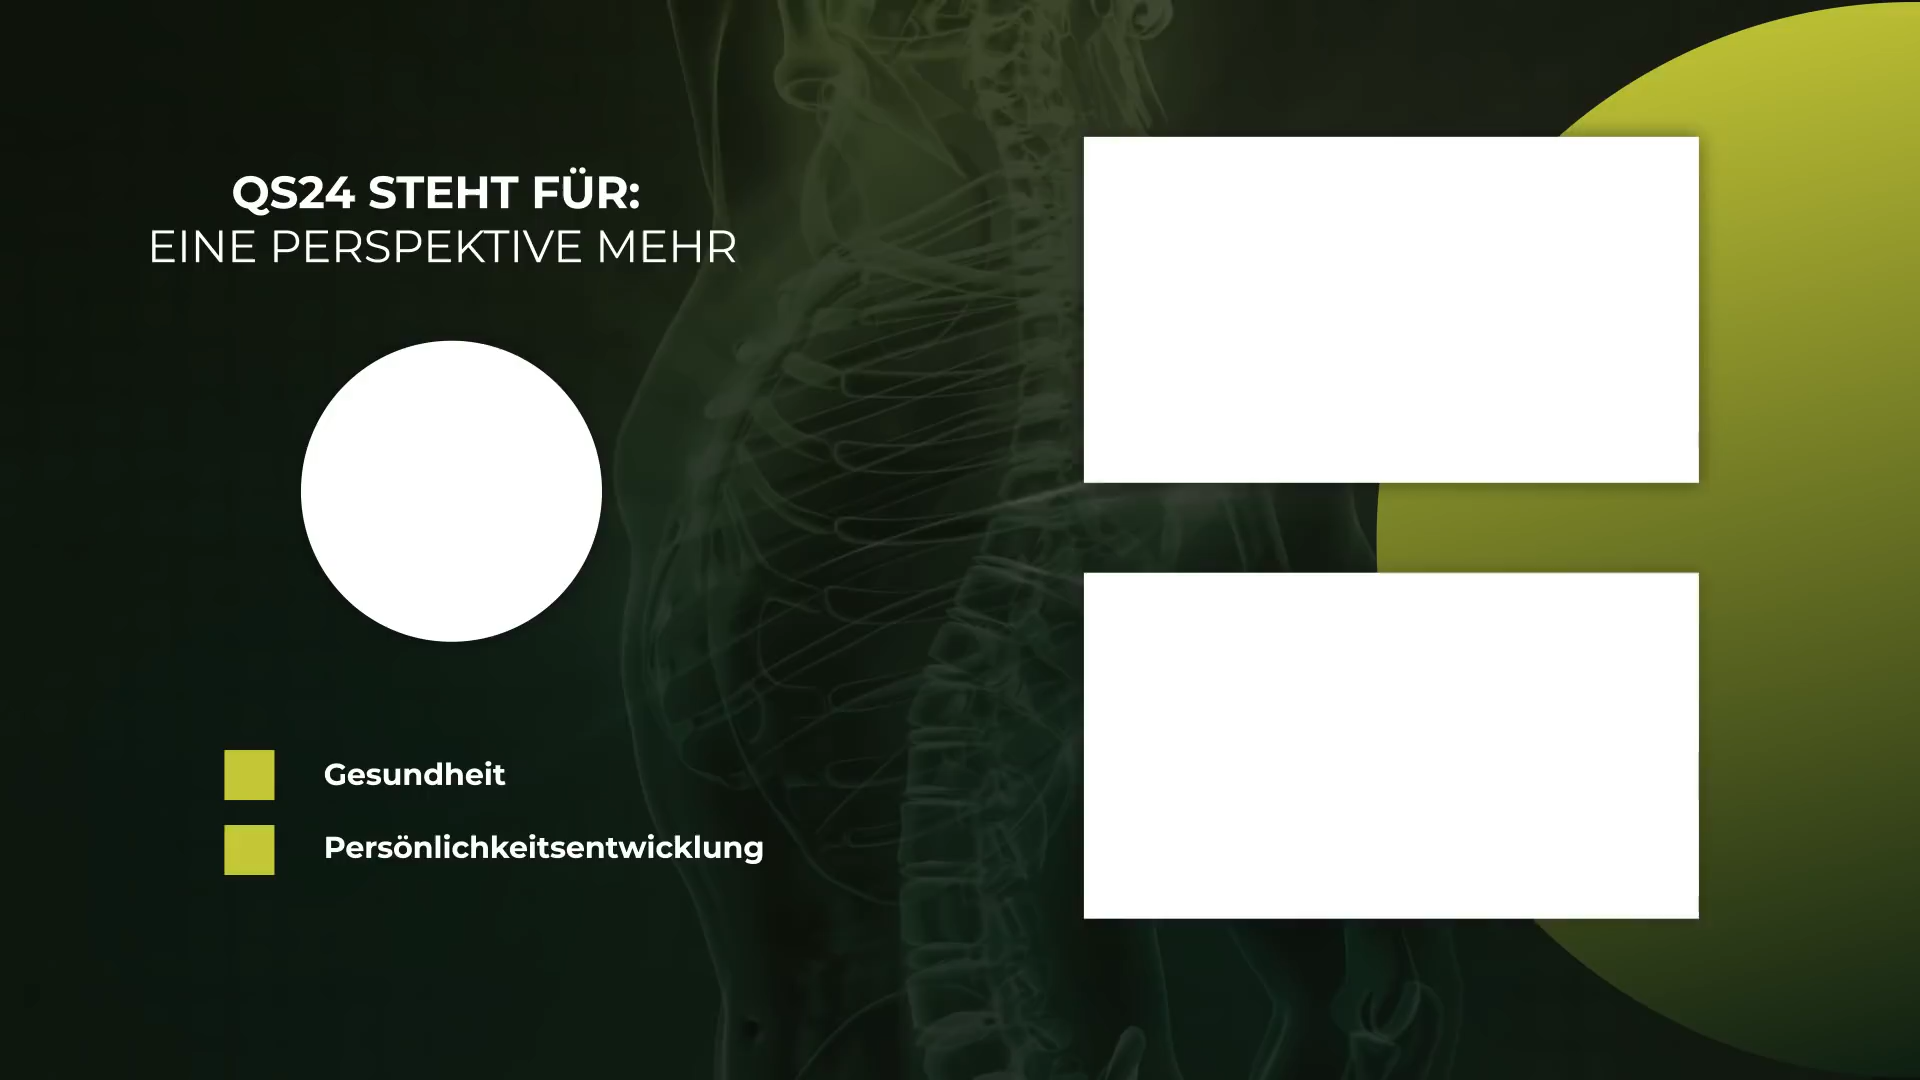 QS24 STEHT FÜR:
EINE PERSPEKTIVE MEHR
Gesundheit
Persönlichkeitsentwicklung